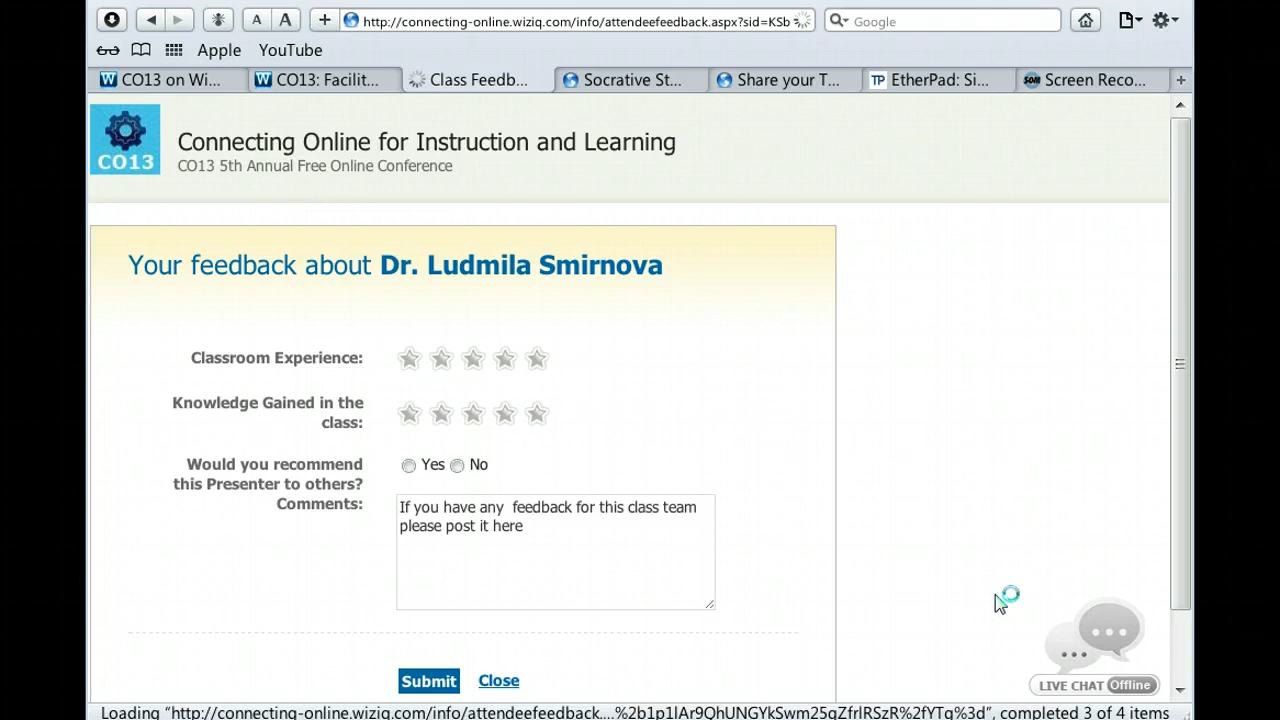 A A + http://connecting-online.wiziq.com/info/attendeefeedback.aspx?sid=KSb Google
Apple YouTube
W CO13 on Wi... W CO13: Facilit... Class Feedb... Socrative St... Share your T... TP EtherPad: Si... SOM Screen Reco... +
CO13
Connecting Online for Instruction and Learning
CO13 5th Annual Free Online Conference
Your feedback about Dr. Ludmila Smirnova
Classroom Experience:
Knowledge Gained in the
class:
Would you recommend
this Presenter to others?
Yes No
Comments:
If you have any  feedback for this class team
please post it here
Submit Close
LIVE CHAT Offline
Loading "http://connecting-online.wiziq.com/info/attendeefeedback....%2b1p1lAr9QhUNGYkSwm25gZfrlRSzR%2fYTg%3d", completed 3 of 4 items